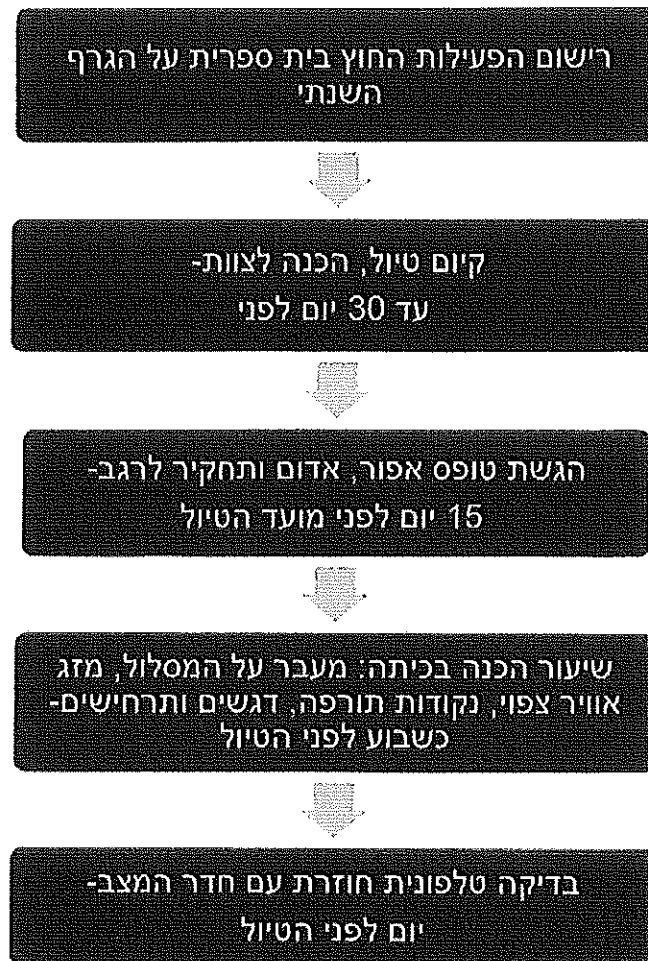 רישום הפעילות החוץ בית ספרית על הגרף
השנתי
קיום טיול, הכנה לצוות-
עד 30 יום לפני
הגשת טופס אפור, אדום ותחקיר לרגב-
15 יום לפני מועד הטיול
שיעור הכנה בכיתה: מעבר על המסלול, מזג
אוויר צפוי, נקודות תורפה, דגשים ותרחישים-
כשבוע לפני הטיול
בדיקה טלפונית חוזרת עם חדר המצב-
יום לפני הטיול